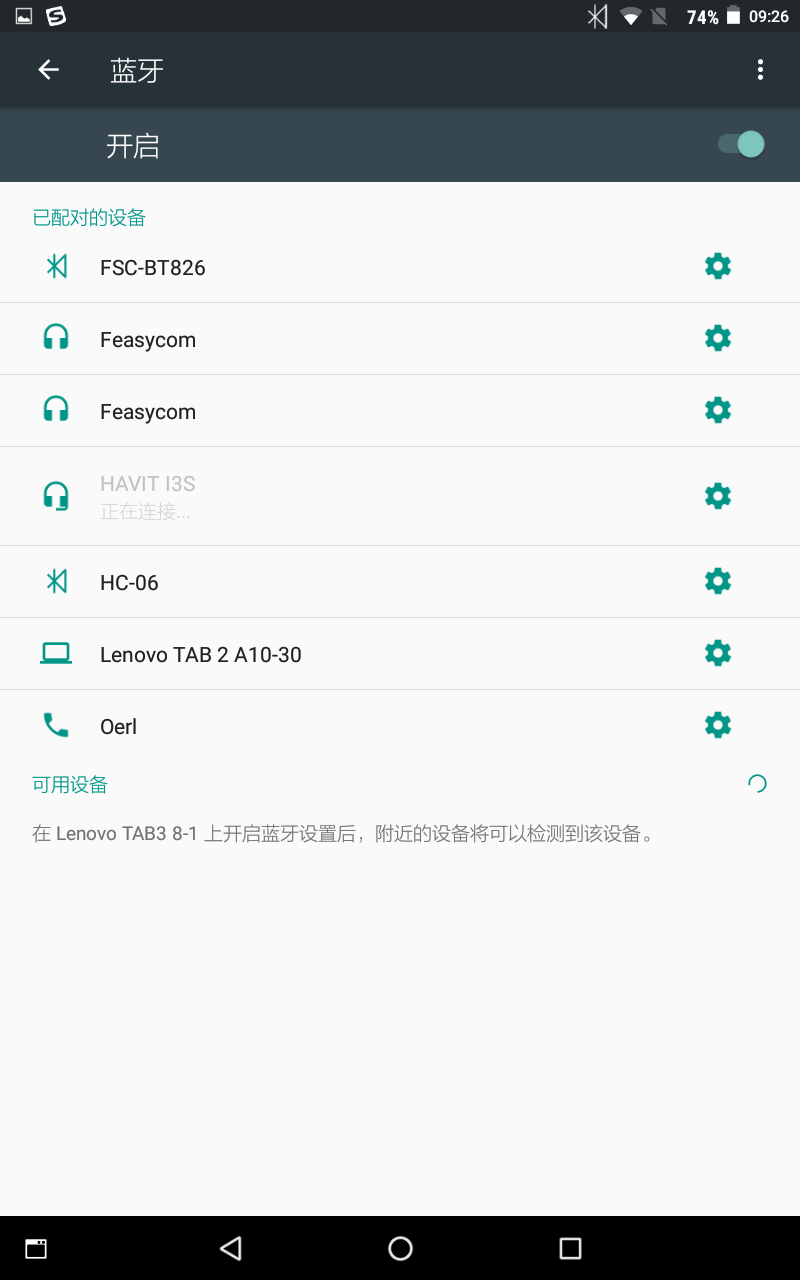 74% 09:26
蓝牙
开启
已配对的设备
FSC-BT826
Feasycom
Feasycom
HAVIT I3S
正在连接...
HC-06
Lenovo TAB 2 A10-30
Oerl
可用设备
在 Lenovo TAB3 8-1 上开启蓝牙设置后，附近的设备将可以检测到该设备。